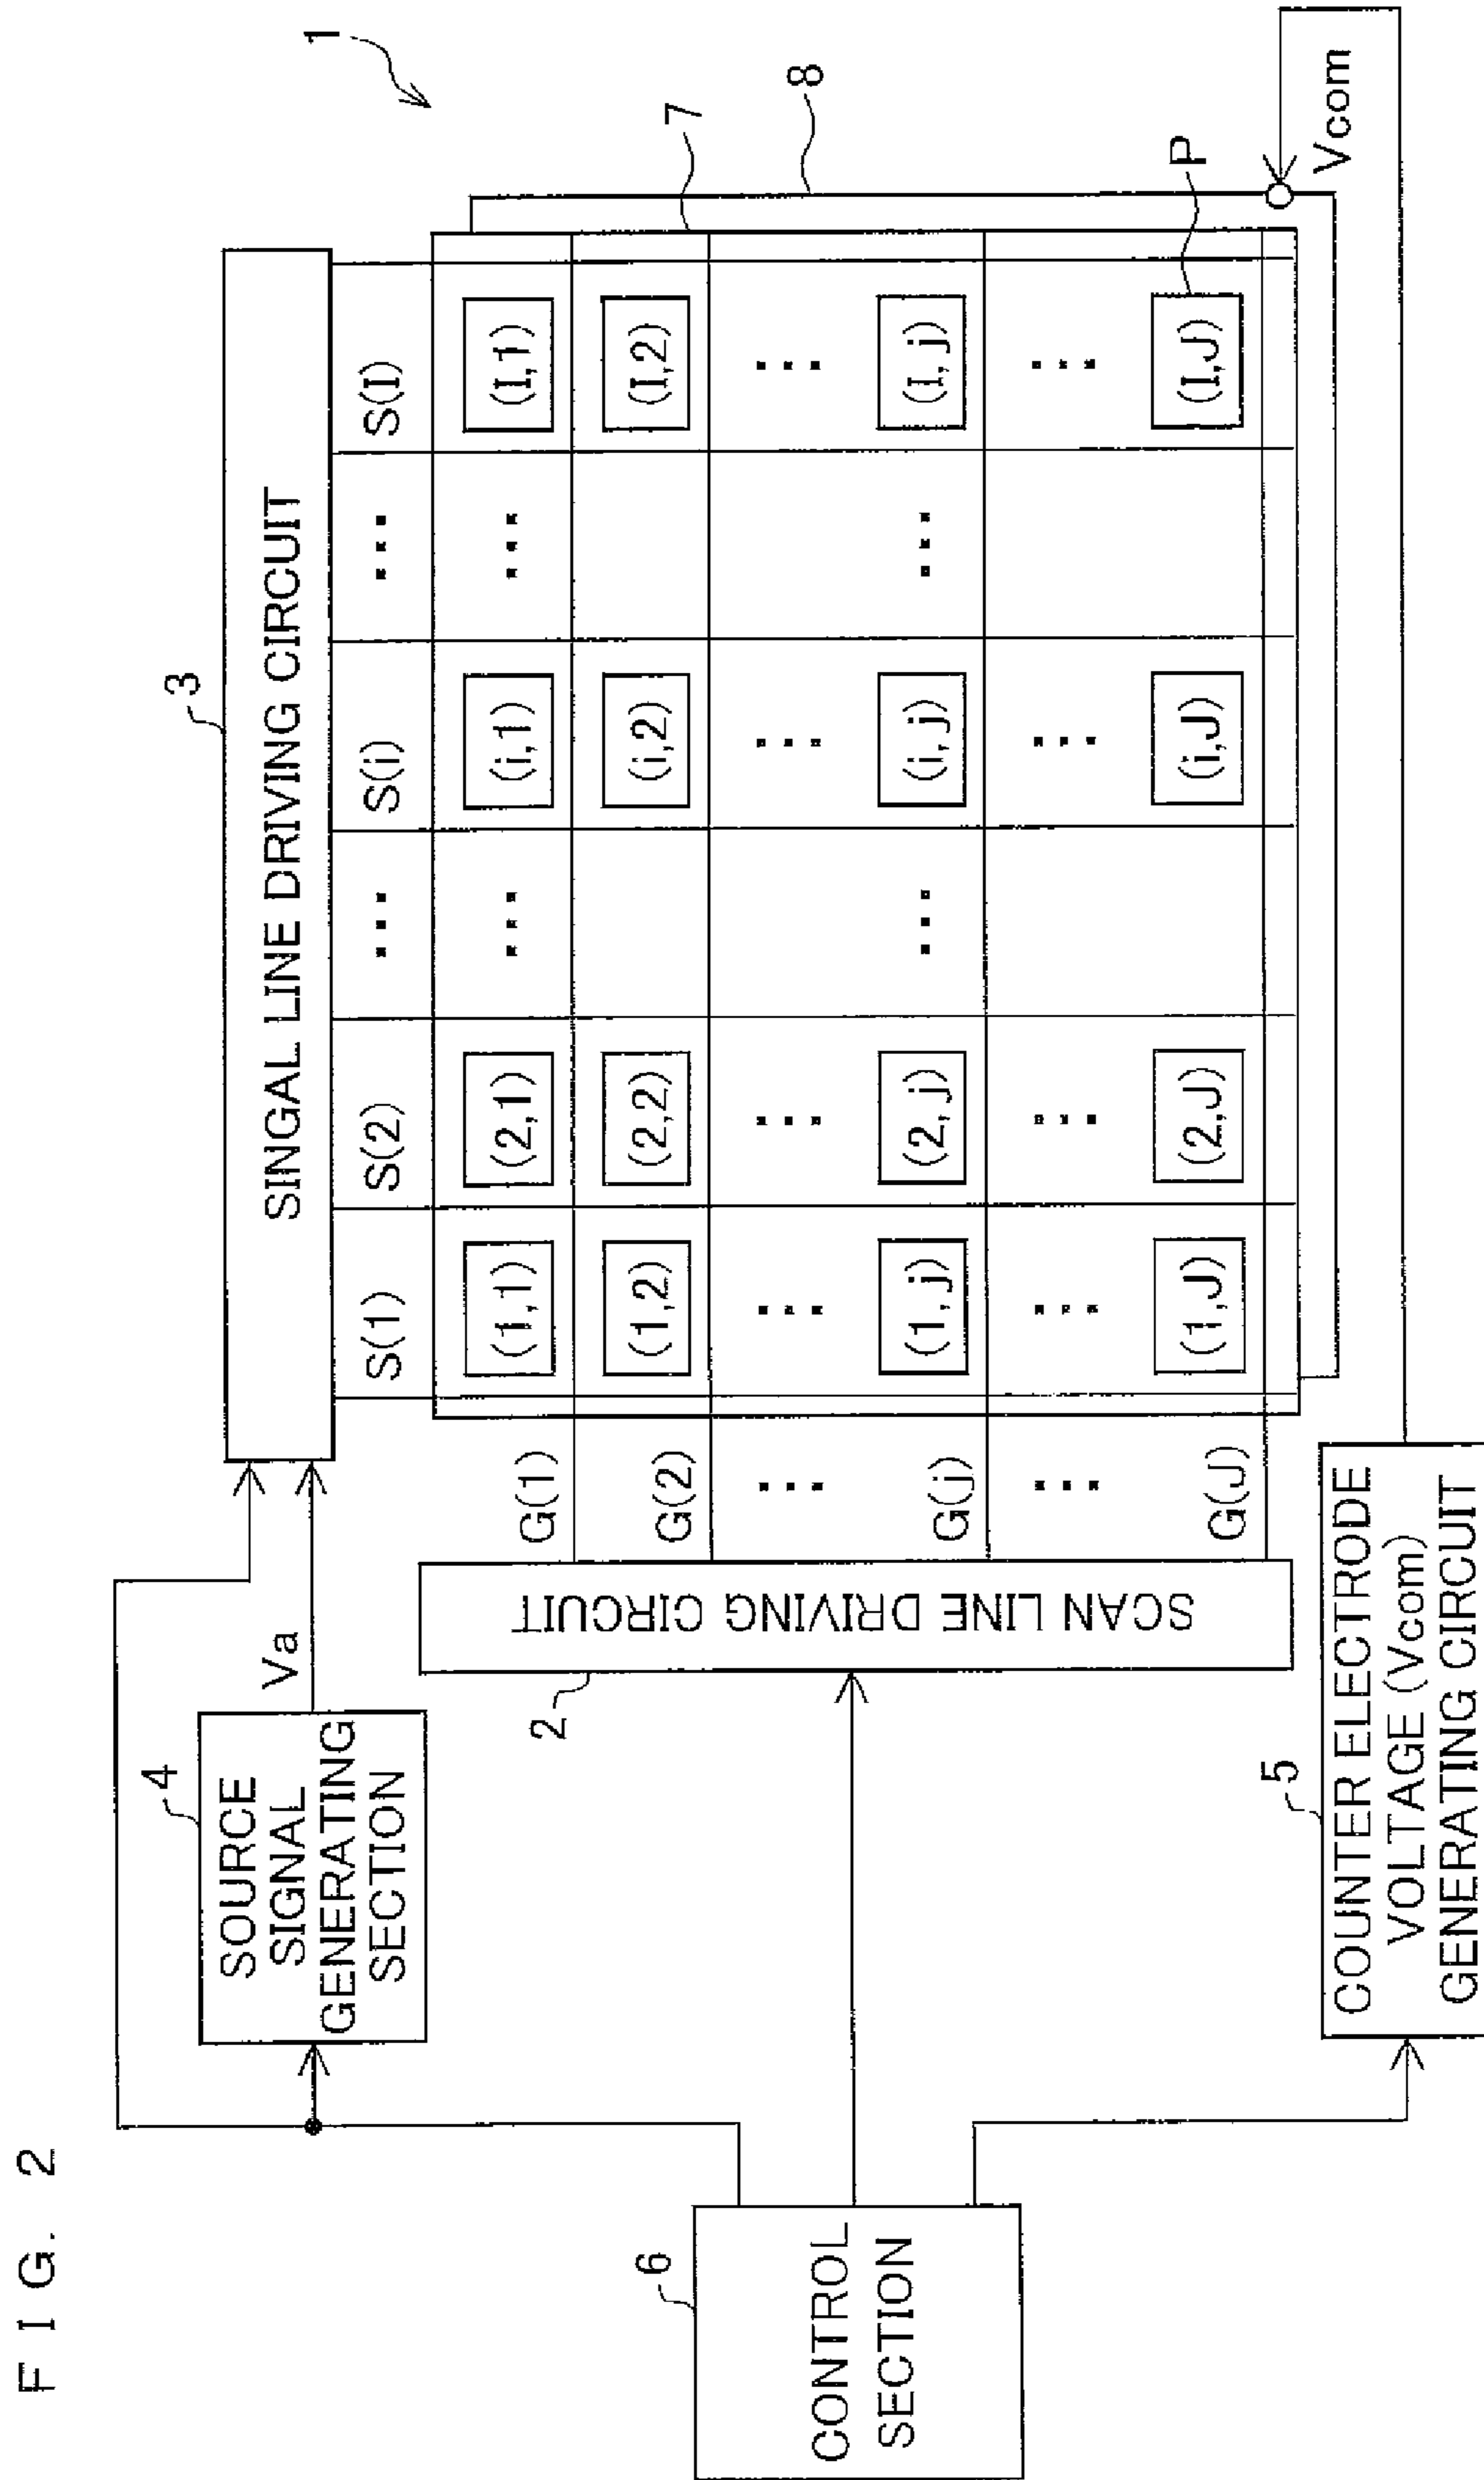 FIG. 2
1
3
SINGAL LINE DRIVING CIRCUIT
4
SOURCE
SIGNAL
GENERATING
SECTION
Va
S(1) S(2) ... S(i) ... S(I)
7
8
G(1) (1,1) (2,1) ... (i,1) ... (I,1)
G(2) (1,2) (2,2) (i,2) (I,2)
... ... ... ... ...
G(j) (1,j) (2,j) ... (i,j) ... (I,j)
... ... ... ... ...
G(J) (1,J) (2,J) (i,J) (I,J)
P
SCAN LINE DRIVING CIRCUIT
2
6
CONTROL
SECTION
5
COUNTER ELECTRODE
VOLTAGE (Vcom)
GENERATING CIRCUIT
Vcom